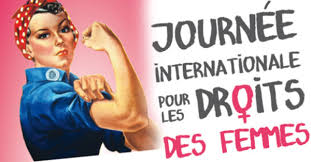 JOURNÉE
INTERNATIONALE
POUR LES DROITS
DES FEMMES